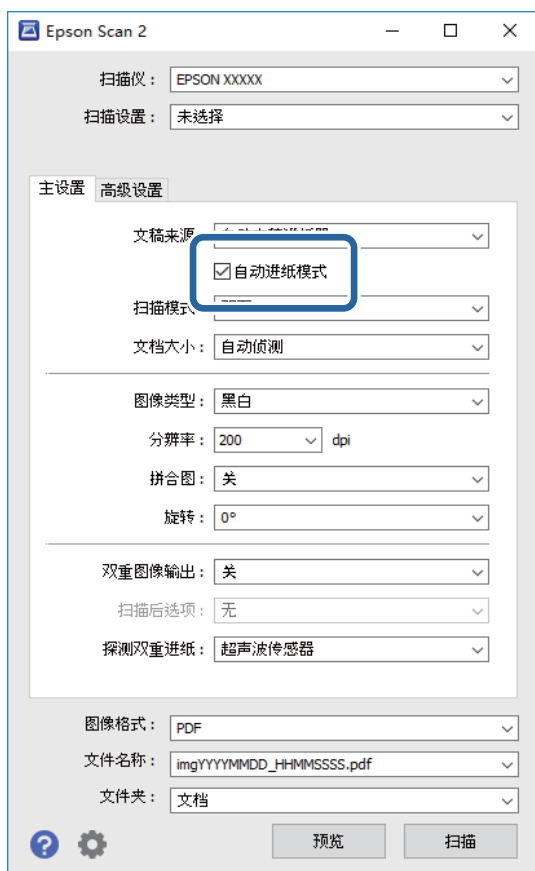 Epson Scan 2
扫描仪： EPSON XXXXX
扫描设置： 未选择
主设置 高级设置
文稿来源
自动进纸模式
扫描模式
文档大小： 自动侦测
图像类型： 黑白
分辨率： 200 dpi
拼合图： 关
旋转： 0°
双重图像输出： 关
扫描后选项： 无
探测双重进纸： 超声波传感器
图像格式： PDF
文件名称： imgYYYYMMDD_HHMMSSSS.pdf
文件夹： 文档
? 预览 扫描